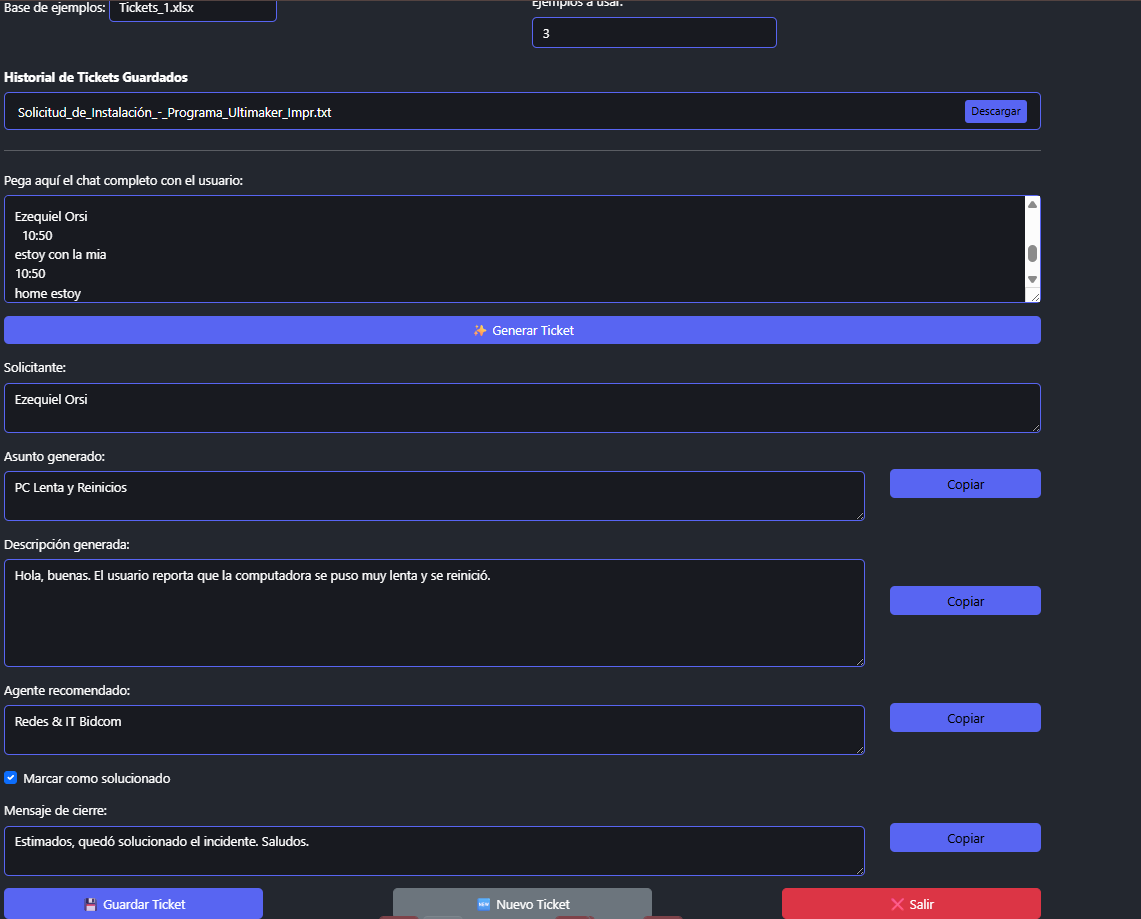 Base de ejemplos: Tickets_1.xlsx
Ejemplos a usar:
3
Historial de Tickets Guardados
Solicitud_de_Instalación_-_Programa_Ultimaker_Impr.txt
Descargar
Pega aquí el chat completo con el usuario:
Ezequiel Orsi
10:50
estoy con la mia
10:50
home estoy
✨ Generar Ticket
Solicitante:
Ezequiel Orsi
Asunto generado:
PC Lenta y Reinicios
Copiar
Descripción generada:
Hola, buenas. El usuario reporta que la computadora se puso muy lenta y se reinició.
Copiar
Agente recomendado:
Redes & IT Bidcom
Copiar
Marcar como solucionado
Mensaje de cierre:
Estimados, quedó solucionado el incidente. Saludos.
Copiar
💾 Guardar Ticket
🆕 Nuevo Ticket
❌ Salir